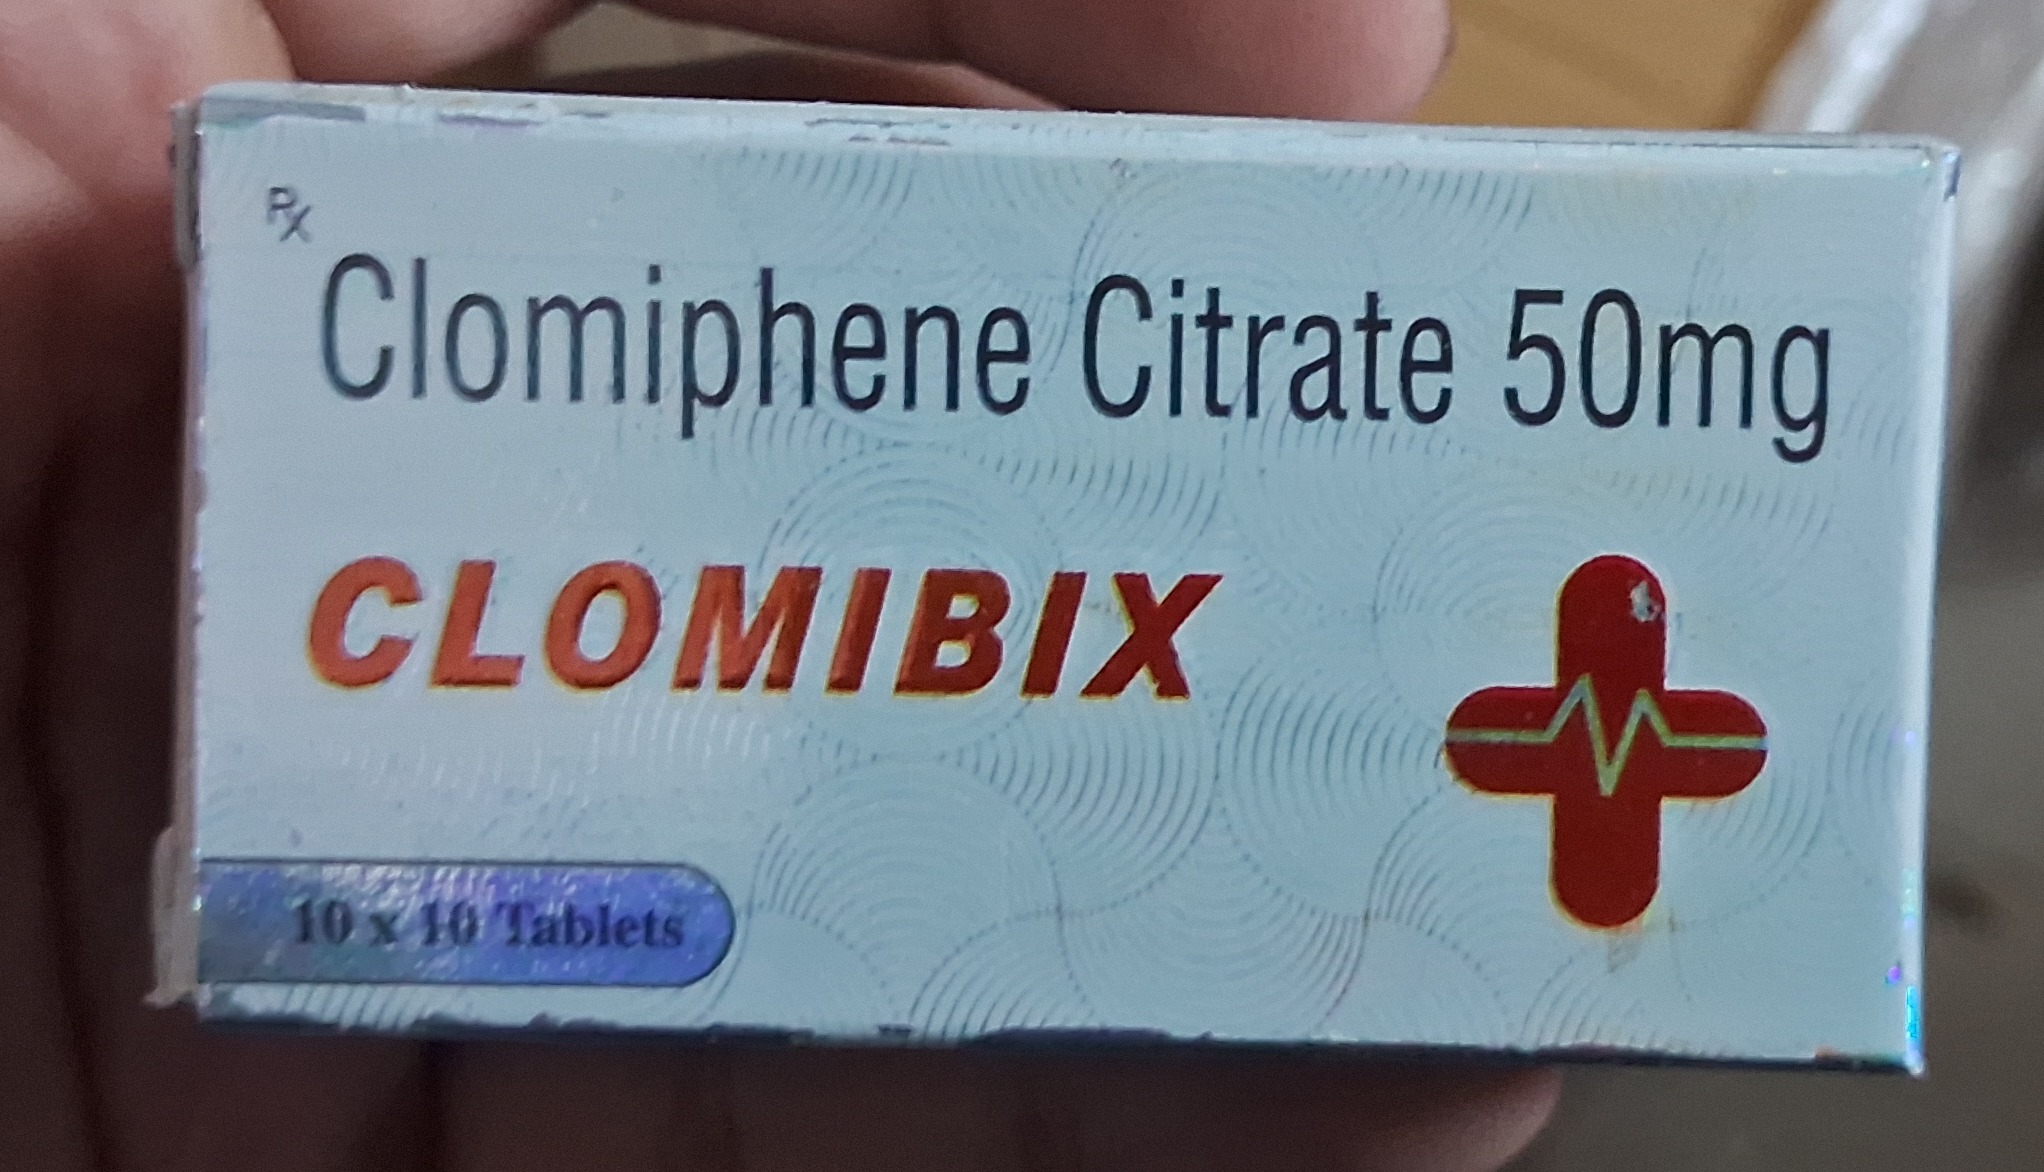 Rx
Clomiphene Citrate 50mg
CLOMIBIX
10 x 10 Tablets